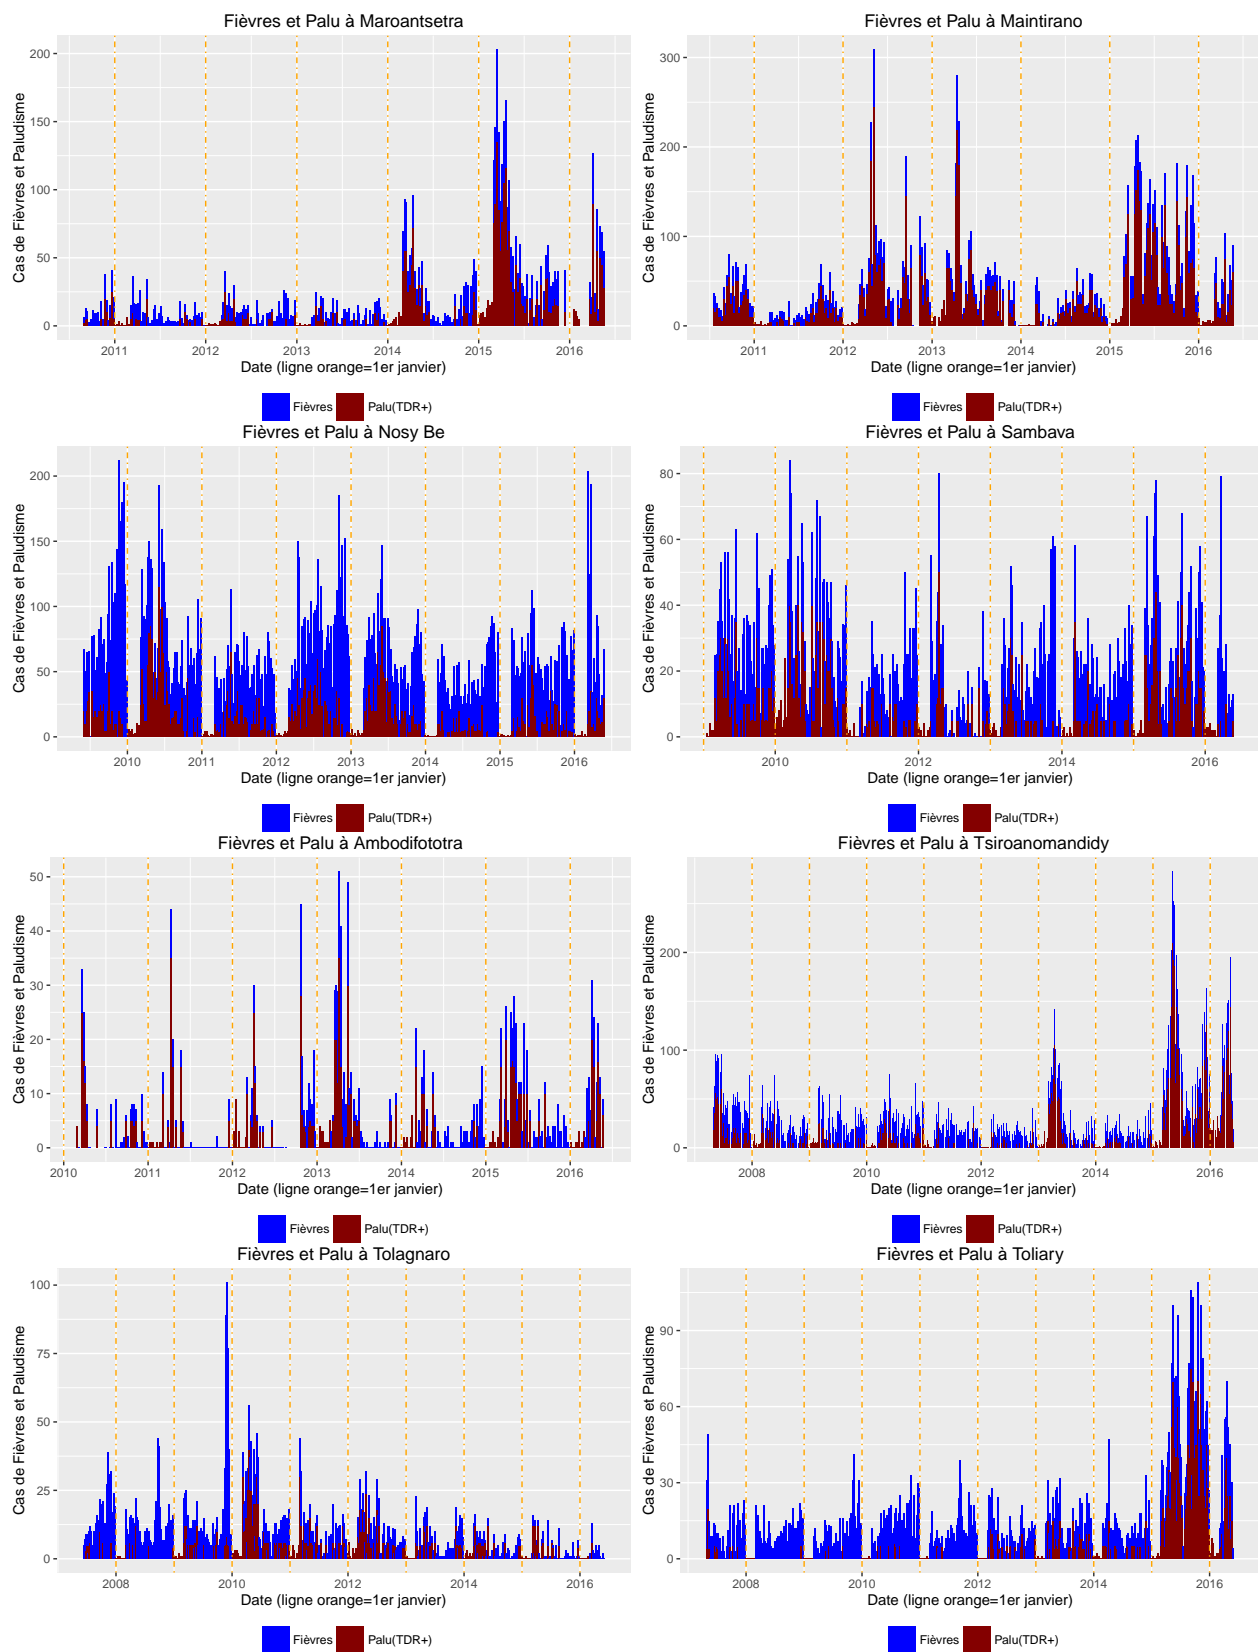 Fièvres et Palu à Maroantsetra
Cas de Fièvres et Paludisme
200
150
100
50
0
2011 2012 2013 2014 2015 2016
Date (ligne orange=1er janvier)
Fièvres Palu(TDR+)
Fièvres et Palu à Maintirano
Cas de Fièvres et Paludisme
300
200
100
0
2011 2012 2013 2014 2015 2016
Date (ligne orange=1er janvier)
Fièvres Palu(TDR+)
Fièvres et Palu à Nosy Be
Cas de Fièvres et Paludisme
200
150
100
50
0
2010 2011 2012 2013 2014 2015 2016
Date (ligne orange=1er janvier)
Fièvres Palu(TDR+)
Fièvres et Palu à Sambava
Cas de Fièvres et Paludisme
80
60
40
20
0
2010 2012 2014 2016
Date (ligne orange=1er janvier)
Fièvres Palu(TDR+)
Fièvres et Palu à Ambodifototra
Cas de Fièvres et Paludisme
50
40
30
20
10
0
2010 2011 2012 2013 2014 2015 2016
Date (ligne orange=1er janvier)
Fièvres Palu(TDR+)
Fièvres et Palu à Tsiroanomandidy
Cas de Fièvres et Paludisme
200
100
0
2008 2010 2012 2014 2016
Date (ligne orange=1er janvier)
Fièvres Palu(TDR+)
Fièvres et Palu à Tolagnaro
Cas de Fièvres et Paludisme
100
75
50
25
0
2008 2010 2012 2014 2016
Date (ligne orange=1er janvier)
Fièvres Palu(TDR+)
Fièvres et Palu à Toliary
Cas de Fièvres et Paludisme
90
60
30
0
2008 2010 2012 2014 2016
Date (ligne orange=1er janvier)
Fièvres Palu(TDR+)